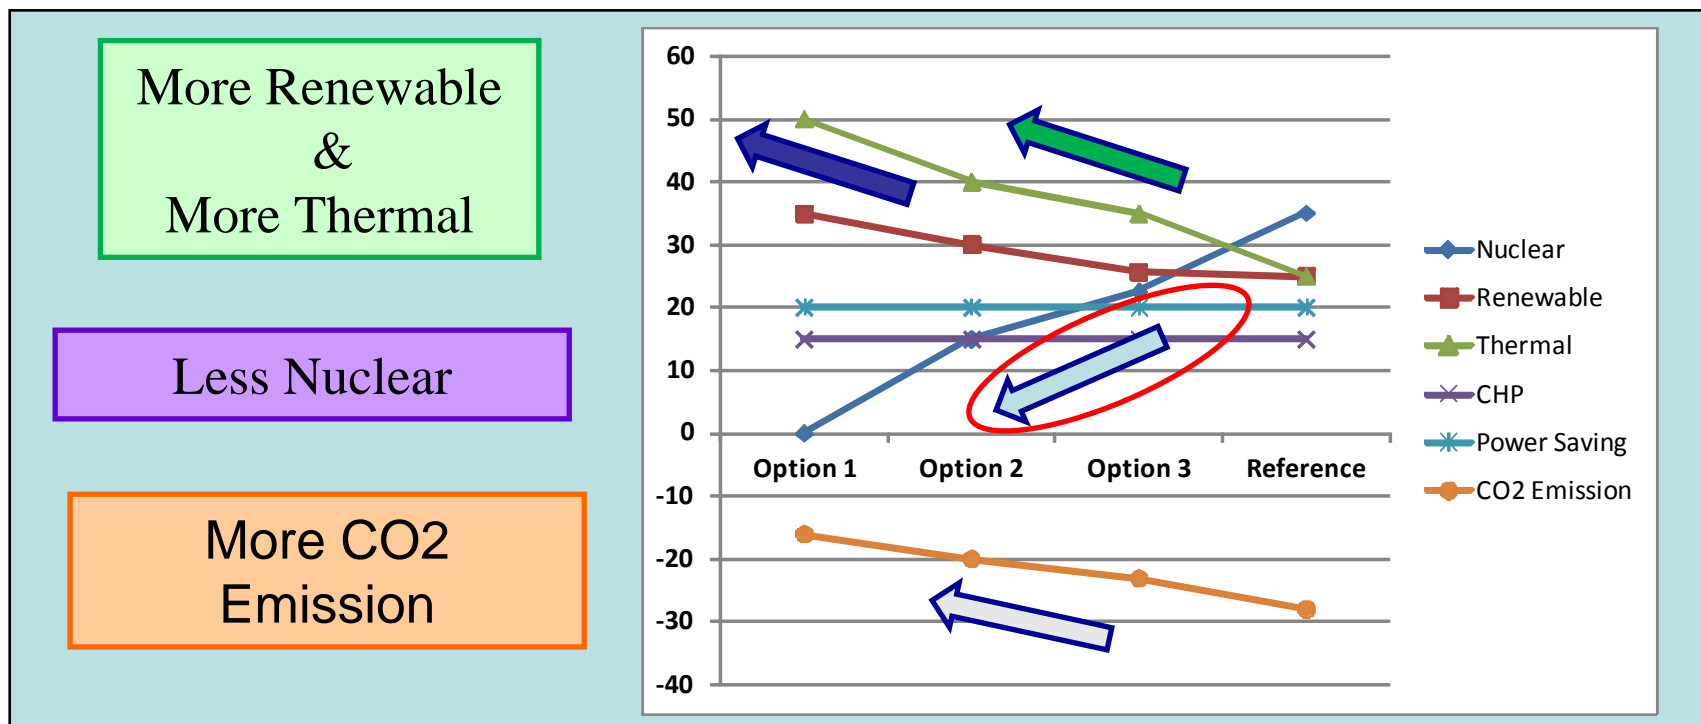 More Renewable
&
More Thermal
Less Nuclear
More CO2
Emission
60
50
40
30
20
10
0
-10
-20
-30
-40
Option 1
Option 2
Option 3
Reference
Nuclear
Renewable
Thermal
CHP
Power Saving
CO2 Emission